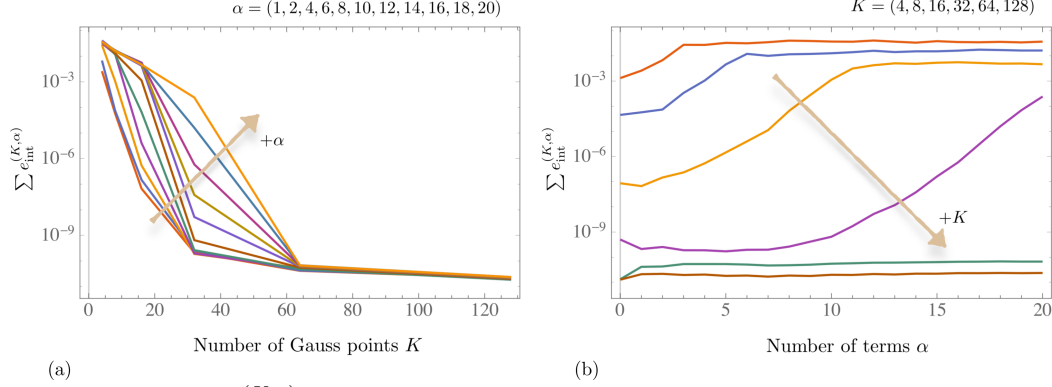 α = (1, 2, 4, 6, 8, 10, 12, 14, 16, 18, 20)
∑ e_int^(K,α)
10^−3
10^−6
10^−9
+α
0 20 40 60 80 100 120
Number of Gauss points K
(a)
K = (4, 8, 16, 32, 64, 128)
∑ e_int^(K,α)
10^−3
10^−6
10^−9
+K
0 5 10 15 20
Number of terms α
(b)